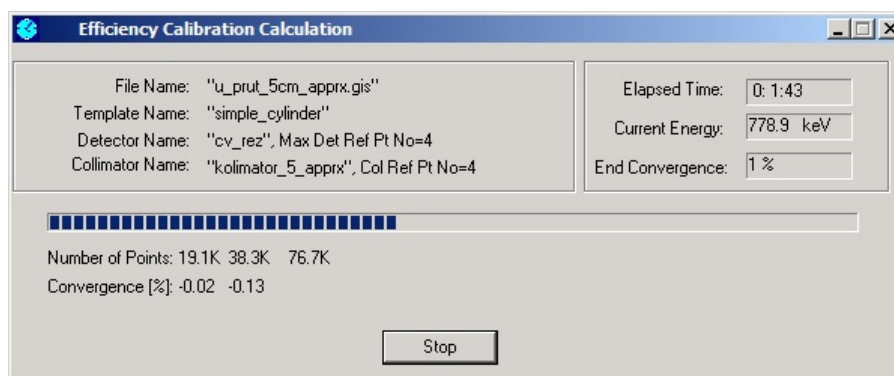 Efficiency Calibration Calculation
File Name: "u_prut_5cm_apprx.gis"
Template Name: "simple_cylinder"
Detector Name: "cv_rez", Max Det Ref Pt No=4
Collimator Name: "kolimator_5_apprx", Col Ref Pt No=4
Elapsed Time: 0: 1:43
Current Energy: 778.9 keV
End Convergence: 1 %
Number of Points: 19.1K 38.3K 76.7K
Convergence [%]: -0.02 -0.13
Stop